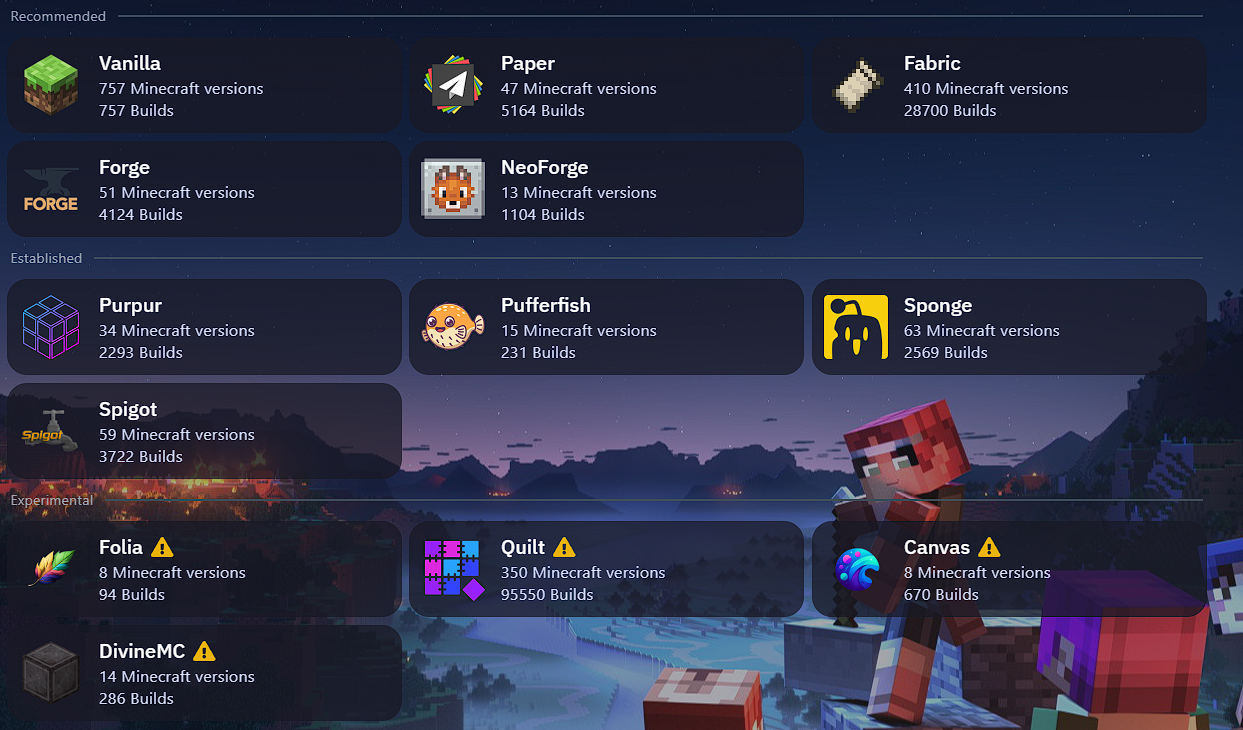 Recommended
Vanilla
757 Minecraft versions
757 Builds
Paper
47 Minecraft versions
5164 Builds
Fabric
410 Minecraft versions
28700 Builds
FORGE
Forge
51 Minecraft versions
4124 Builds
NeoForge
13 Minecraft versions
1104 Builds
Established
Purpur
34 Minecraft versions
2293 Builds
Pufferfish
15 Minecraft versions
231 Builds
Sponge
63 Minecraft versions
2569 Builds
Spigot
Spigot
59 Minecraft versions
3722 Builds
Experimental
Folia
8 Minecraft versions
94 Builds
Quilt
350 Minecraft versions
95550 Builds
Canvas
8 Minecraft versions
670 Builds
DivineMC
14 Minecraft versions
286 Builds